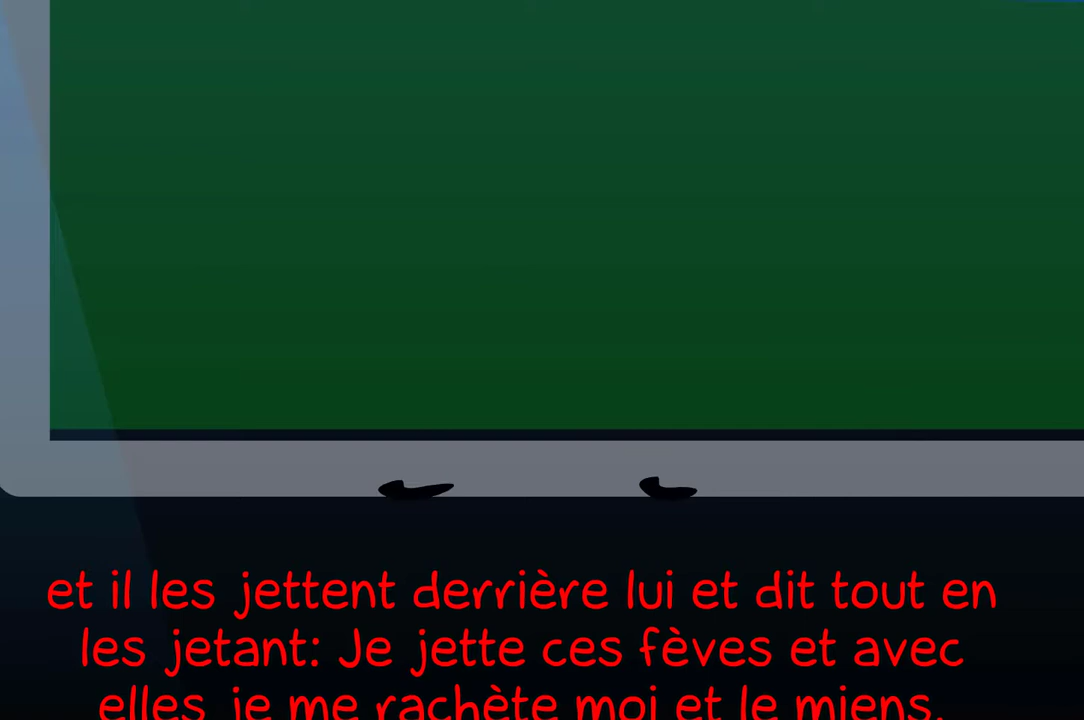 et il les jettent derrière lui et dit tout en
les jetant: Je jette ces fèves et avec
elles je me rachète moi et le miens.